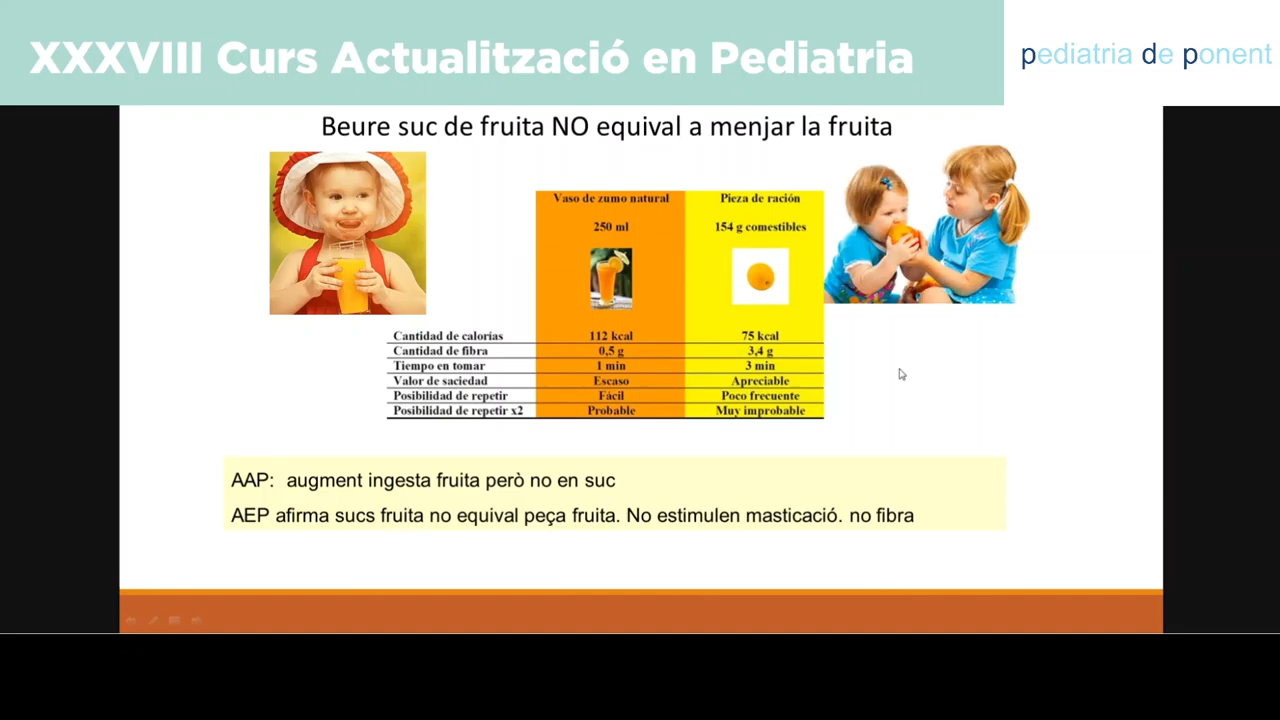 XXXVIII Curs Actualització en Pediatria
pediatria de ponent
Beure suc de fruita NO equival a menjar la fruita
Vaso de zumo natural Pieza de ración
250 ml 154 g comestibles
Cantidad de calorías 112 kcal 75 kcal
Cantidad de fibra 0,5 g 3,4 g
Tiempo en tomar 1 min 3 min
Valor de saciedad Escaso Apreciable
Posibilidad de repetir Fácil Poco frecuente
Posibilidad de repetir x2 Probable Muy improbable
AAP: augment ingesta fruita però no en suc
AEP afirma sucs fruita no equival peça fruita. No estimulen masticació. no fibra